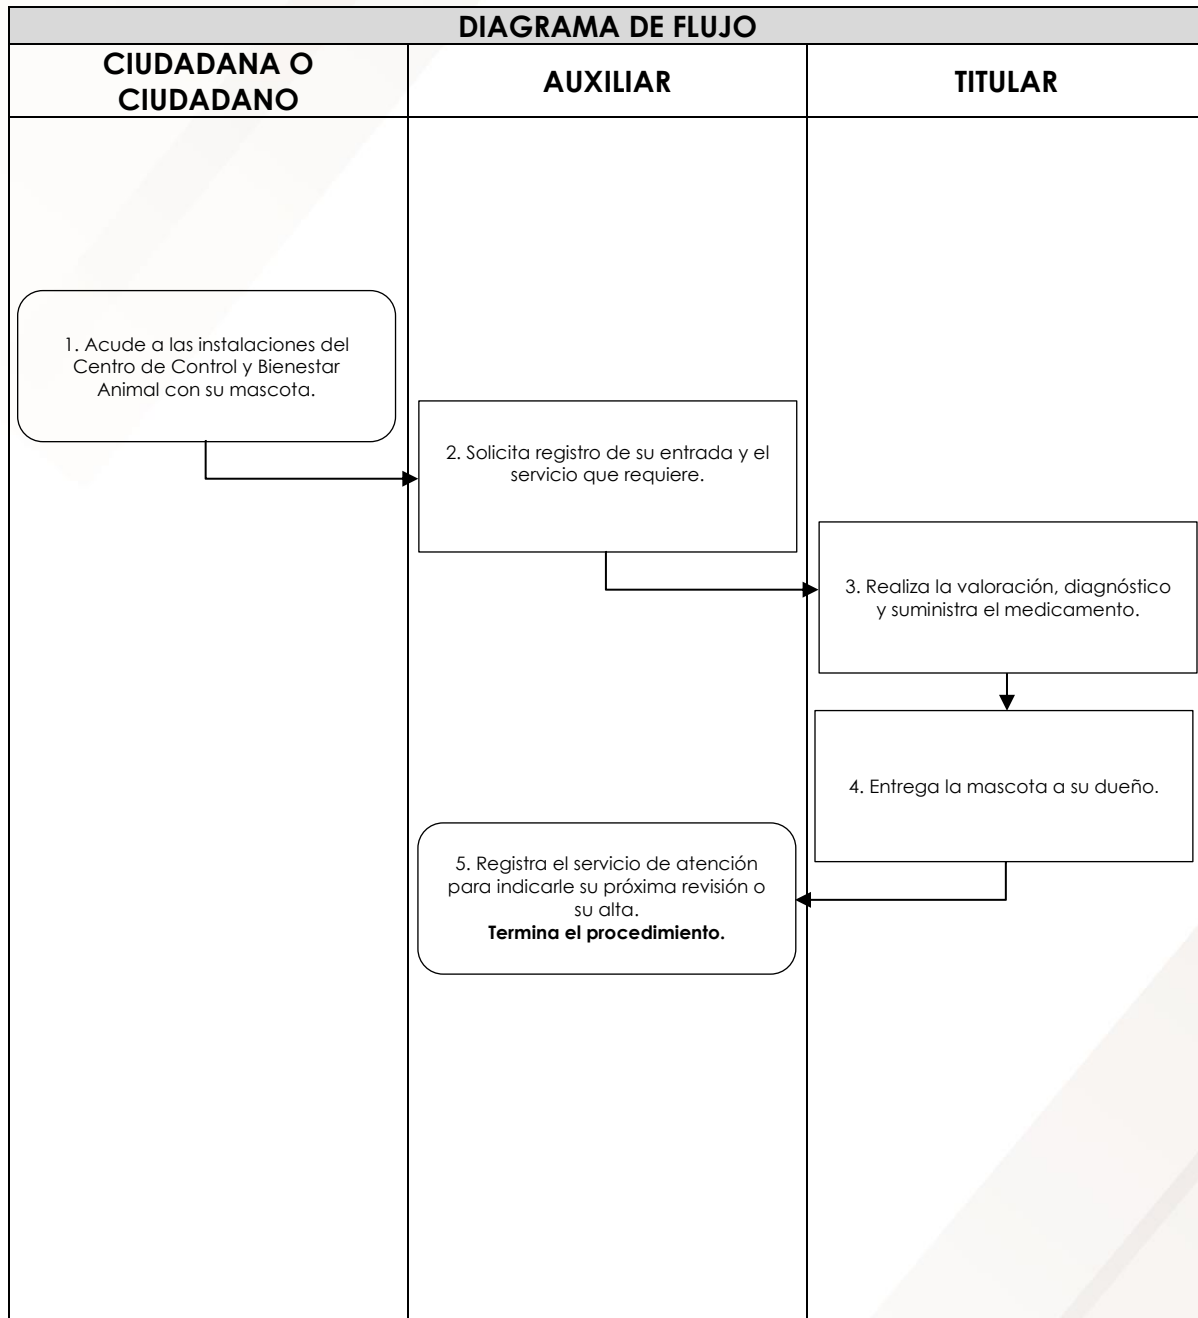 DIAGRAMA DE FLUJO
CIUDADANA O
CIUDADANO
AUXILIAR
TITULAR
1. Acude a las instalaciones del
Centro de Control y Bienestar
Animal con su mascota.
2. Solicita registro de su entrada y el
servicio que requiere.
3. Realiza la valoración, diagnóstico
y suministra el medicamento.
4. Entrega la mascota a su dueño.
5. Registra el servicio de atención
para indicarle su próxima revisión o
su alta.
Termina el procedimiento.